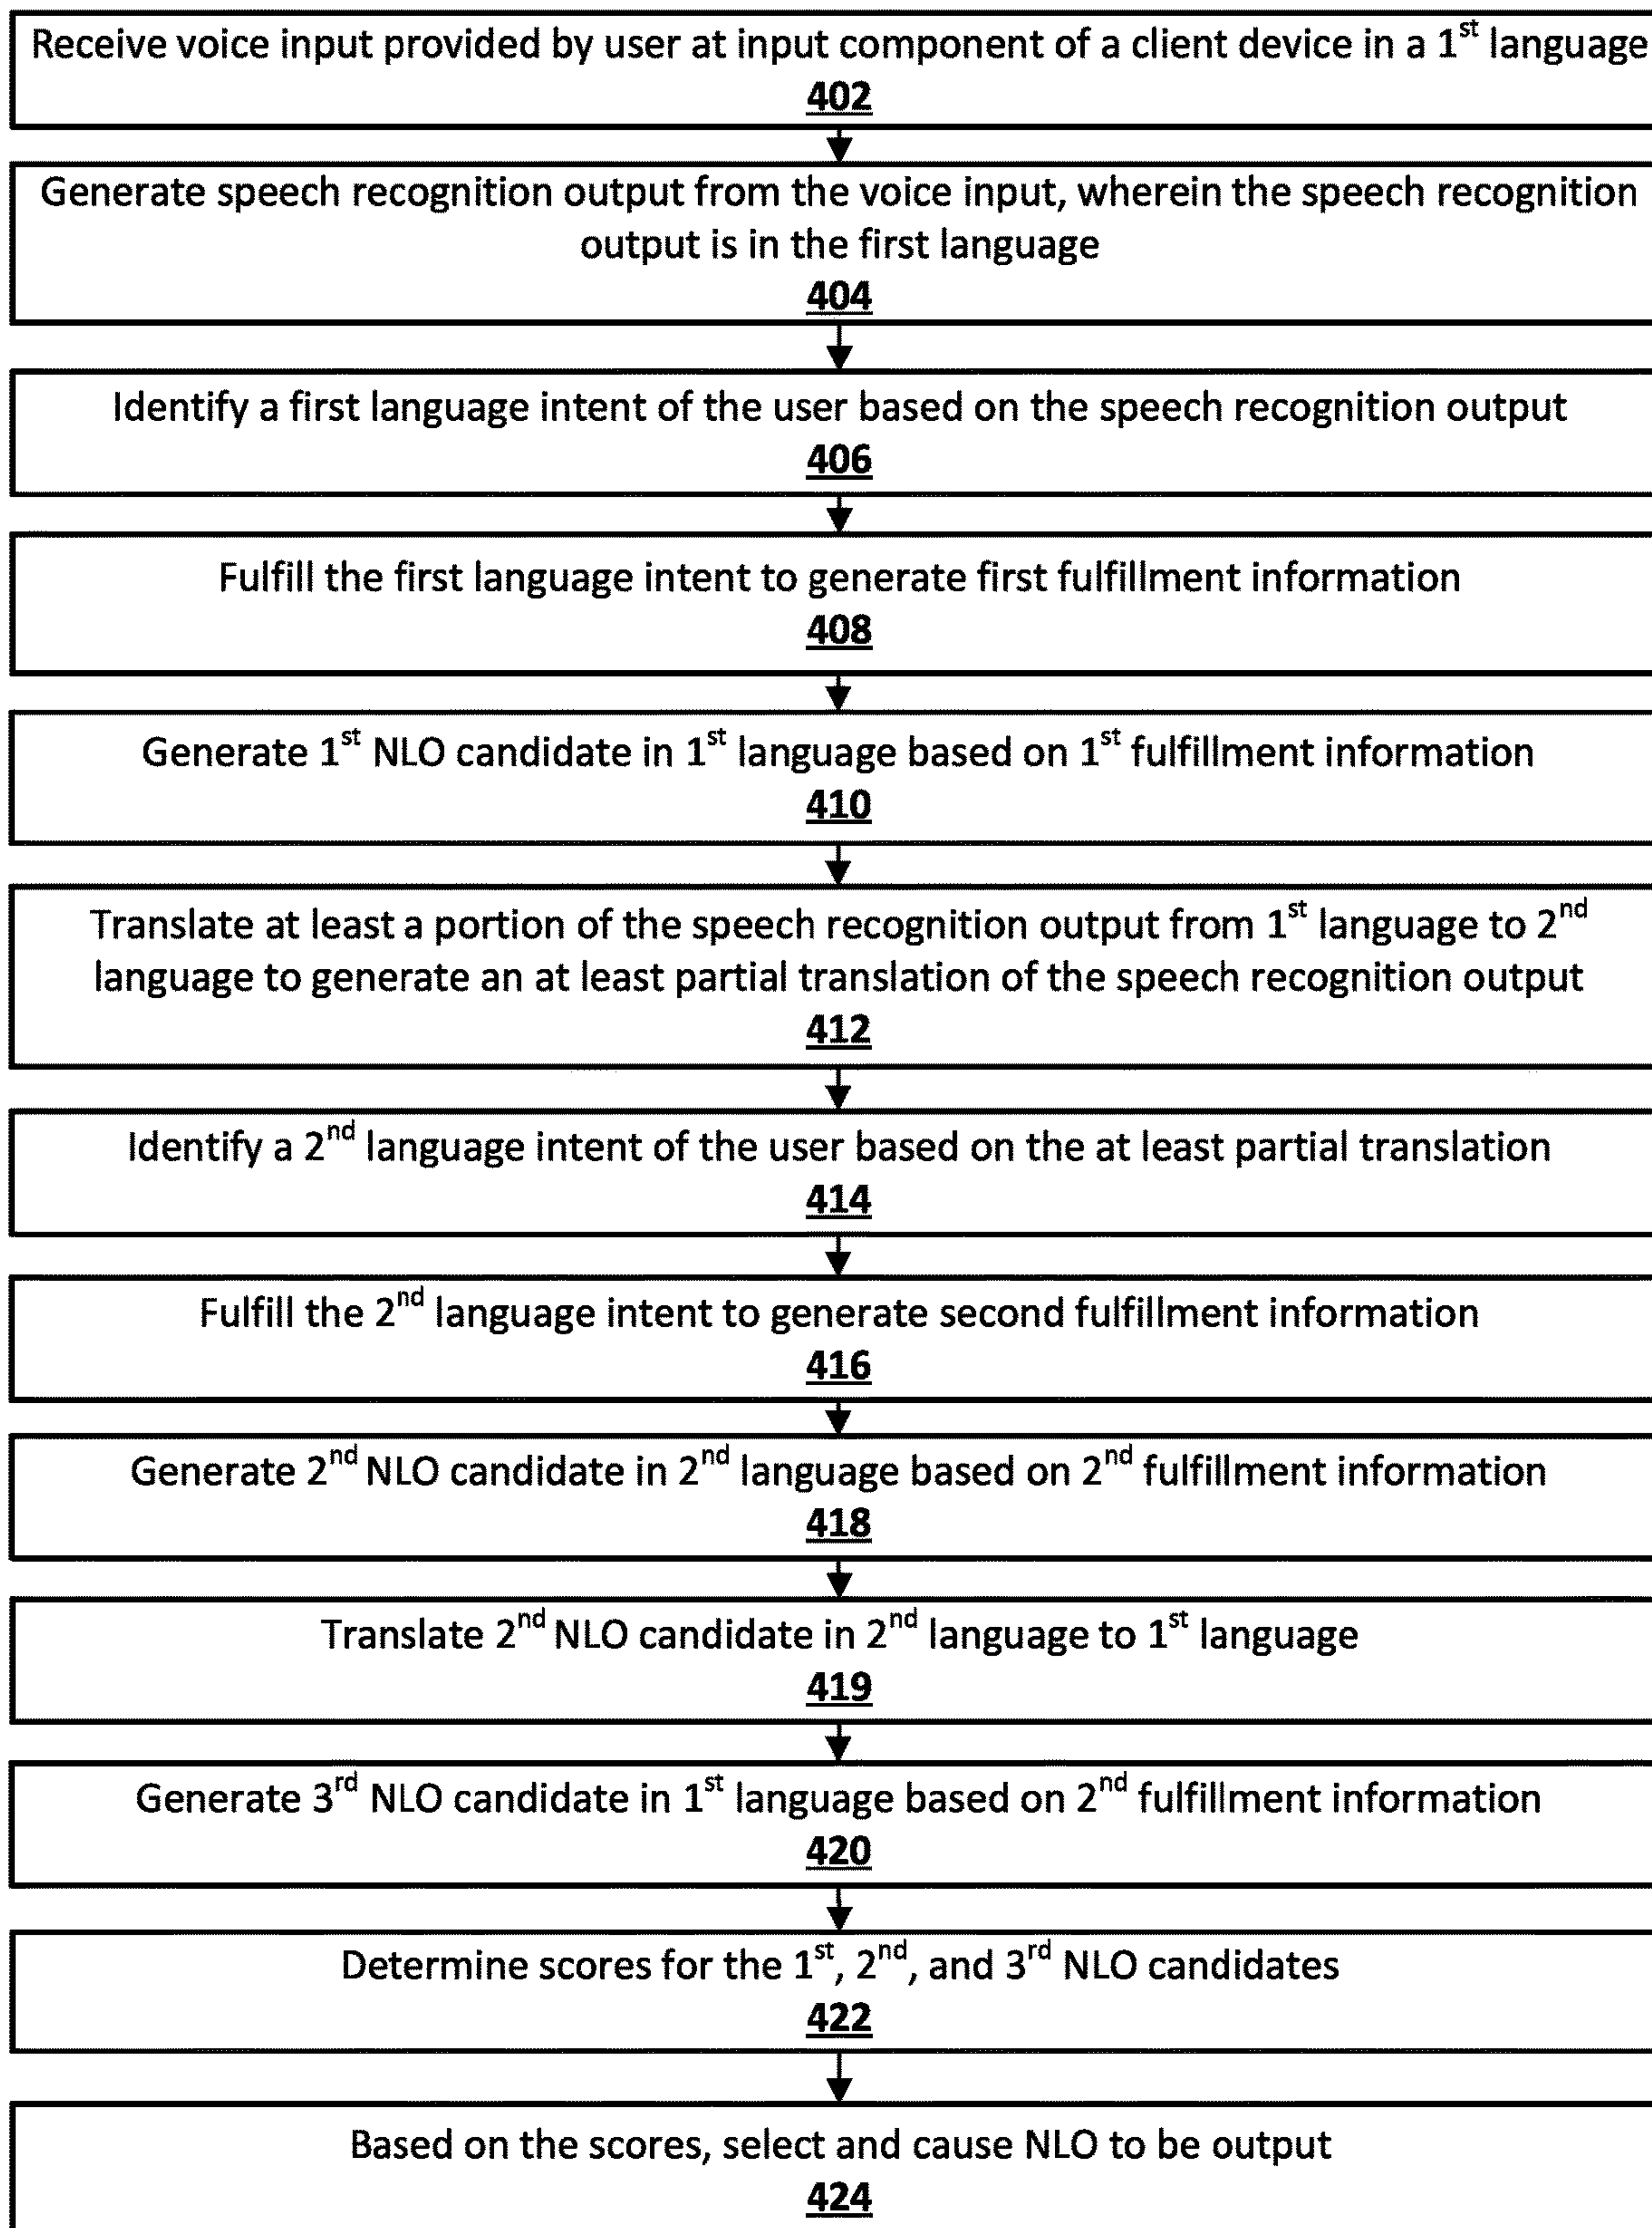 Receive voice input provided by user at input component of a client device in a 1st language
402
Generate speech recognition output from the voice input, wherein the speech recognition
output is in the first language
404
Identify a first language intent of the user based on the speech recognition output
406
Fulfill the first language intent to generate first fulfillment information
408
Generate 1st NLO candidate in 1st language based on 1st fulfillment information
410
Translate at least a portion of the speech recognition output from 1st language to 2nd
language to generate an at least partial translation of the speech recognition output
412
Identify a 2nd language intent of the user based on the at least partial translation
414
Fulfill the 2nd language intent to generate second fulfillment information
416
Generate 2nd NLO candidate in 2nd language based on 2nd fulfillment information
418
Translate 2nd NLO candidate in 2nd language to 1st language
419
Generate 3rd NLO candidate in 1st language based on 2nd fulfillment information
420
Determine scores for the 1st, 2nd, and 3rd NLO candidates
422
Based on the scores, select and cause NLO to be output
424